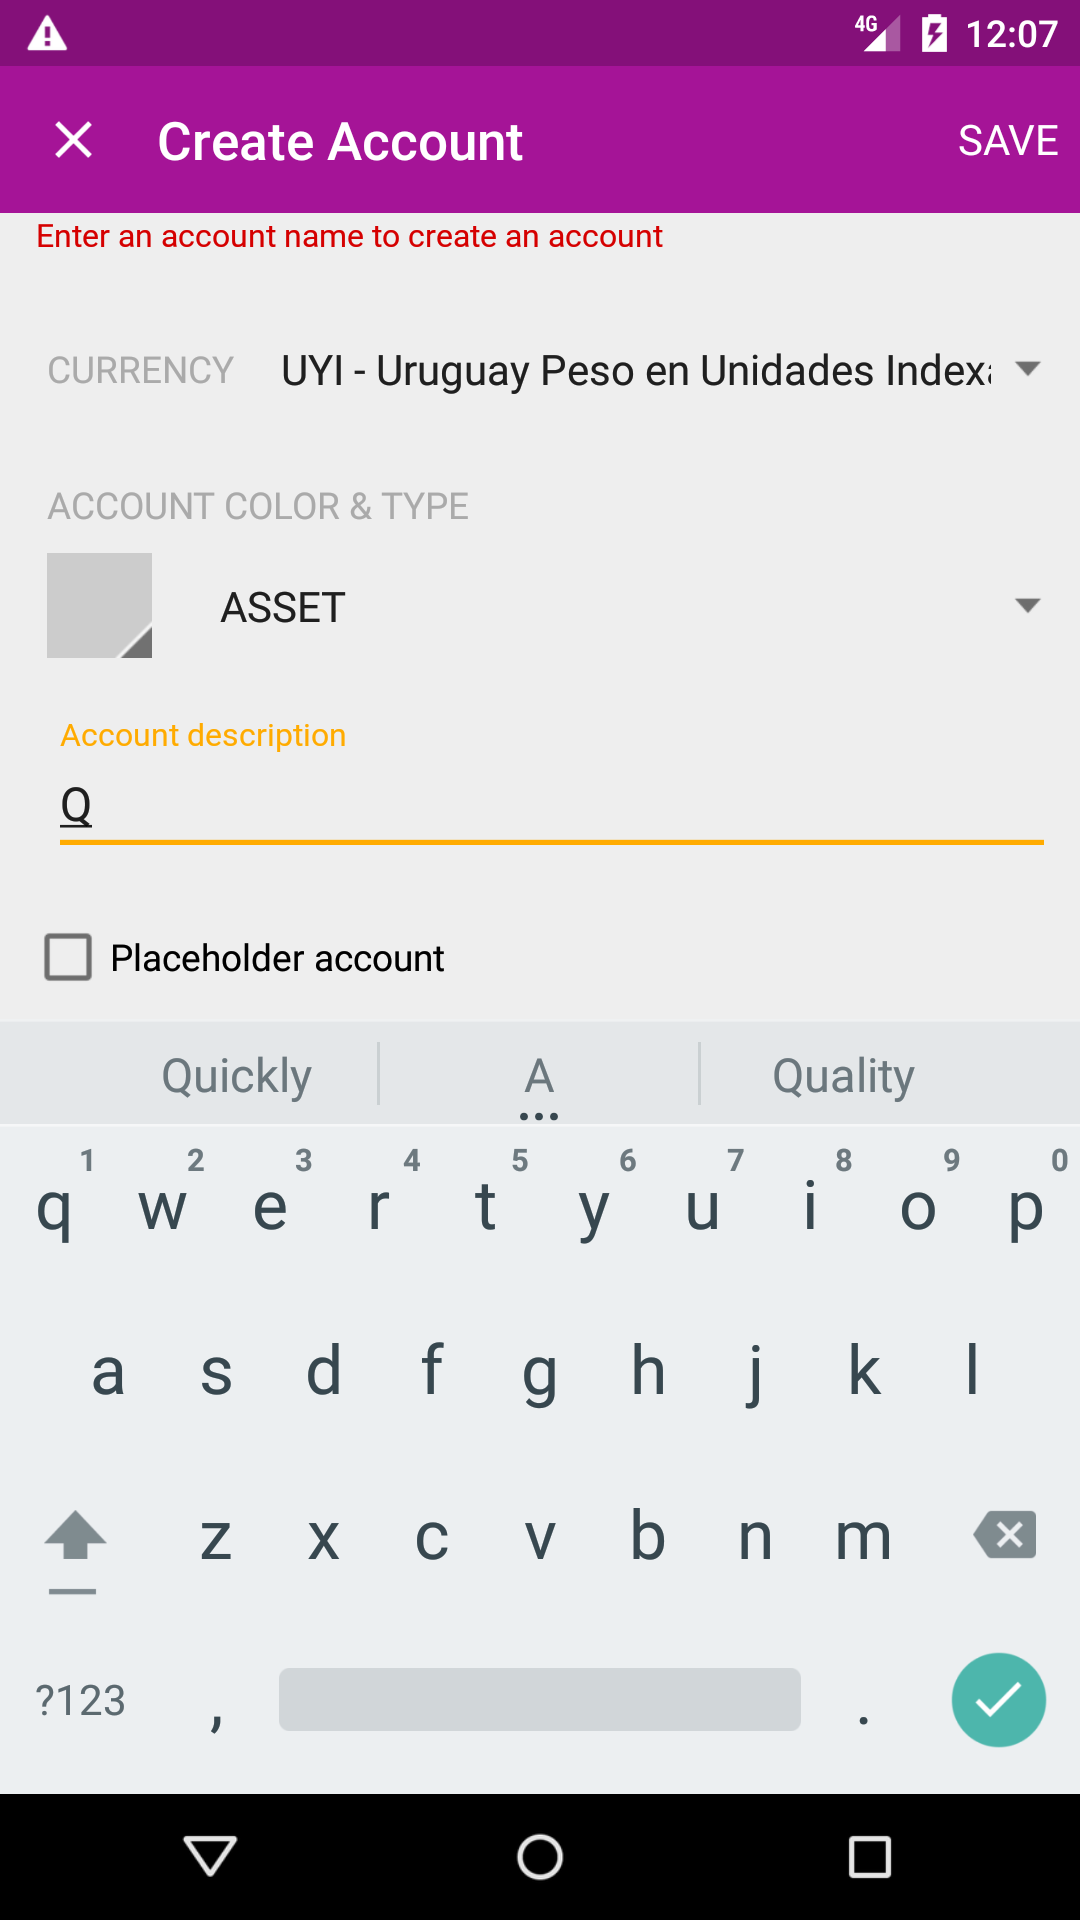 4G 12:07
Create Account SAVE
Enter an account name to create an account
CURRENCY UYI - Uruguay Peso en Unidades Indexa
ACCOUNT COLOR & TYPE
ASSET
Account description
Q
Placeholder account
Quickly A Quality
1 2 3 4 5 6 7 8 9 0
q w e r t y u i o p
a s d f g h j k l
z x c v b n m
?123 , .